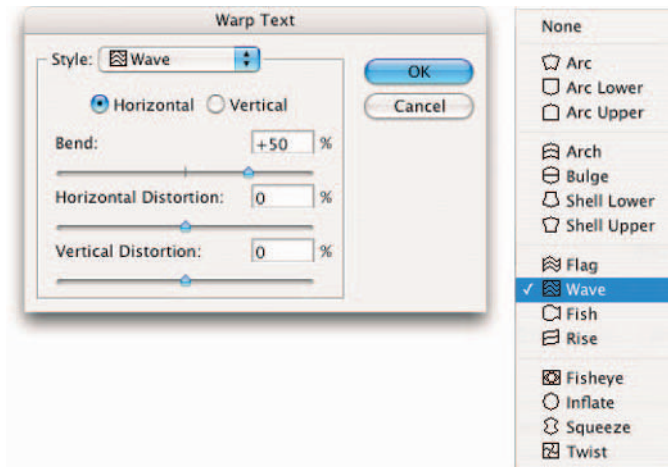 Warp Text
Style: Wave
Horizontal Vertical
Bend: +50 %
Horizontal Distortion: 0 %
Vertical Distortion: 0 %
OK
Cancel
None
Arc
Arc Lower
Arc Upper
Arch
Bulge
Shell Lower
Shell Upper
Flag
✓ Wave
Fish
Rise
Fisheye
Inflate
Squeeze
Twist